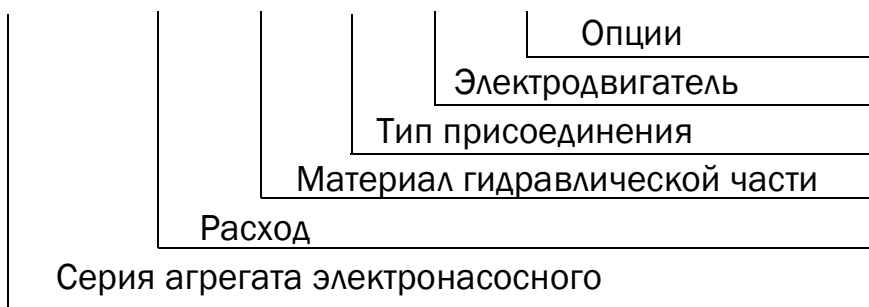 Опции
Электродвигатель
Тип присоединения
Материал гидравлической части
Расход
Серия агрегата электронасосного